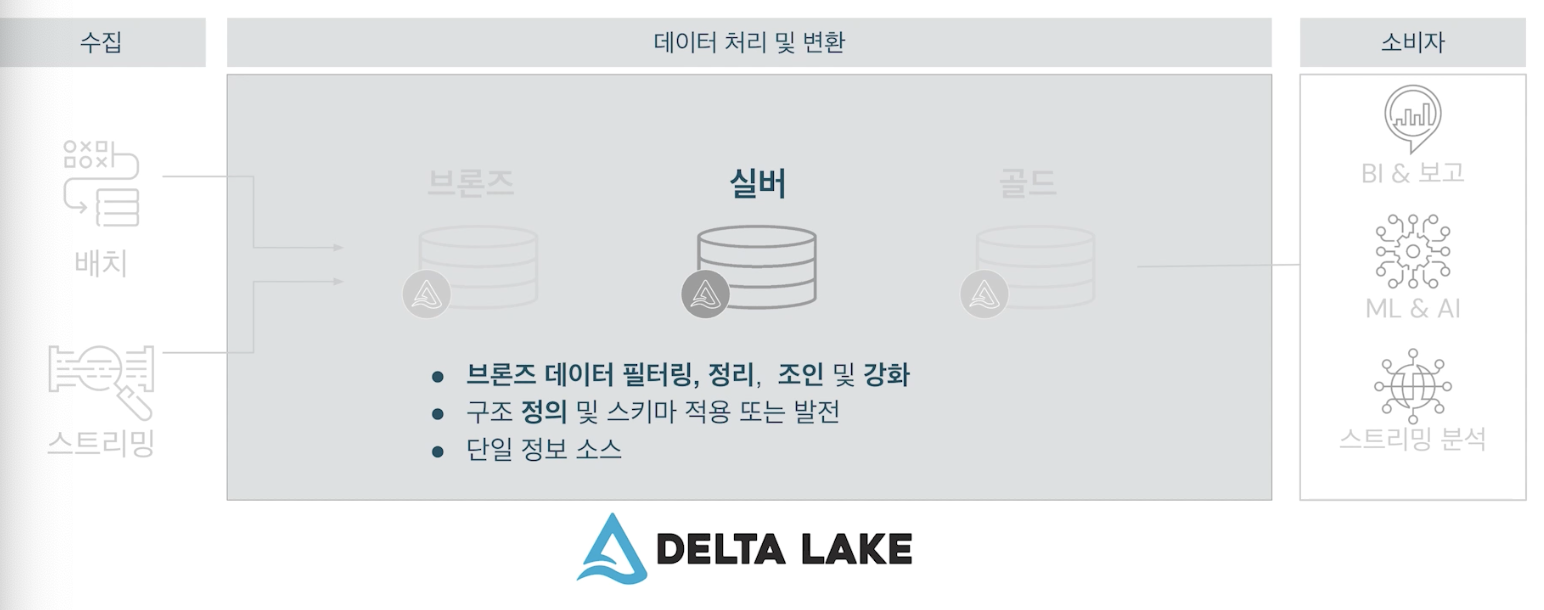 수집
데이터 처리 및 변환
소비자
배치
스트리밍
브론즈
실버
골드
● 브론즈 데이터 필터링, 정리, 조인 및 강화
● 구조 정의 및 스키마 적용 또는 발전
● 단일 정보 소스
BI & 보고
ML & AI
스트리밍 분석
DELTA LAKE